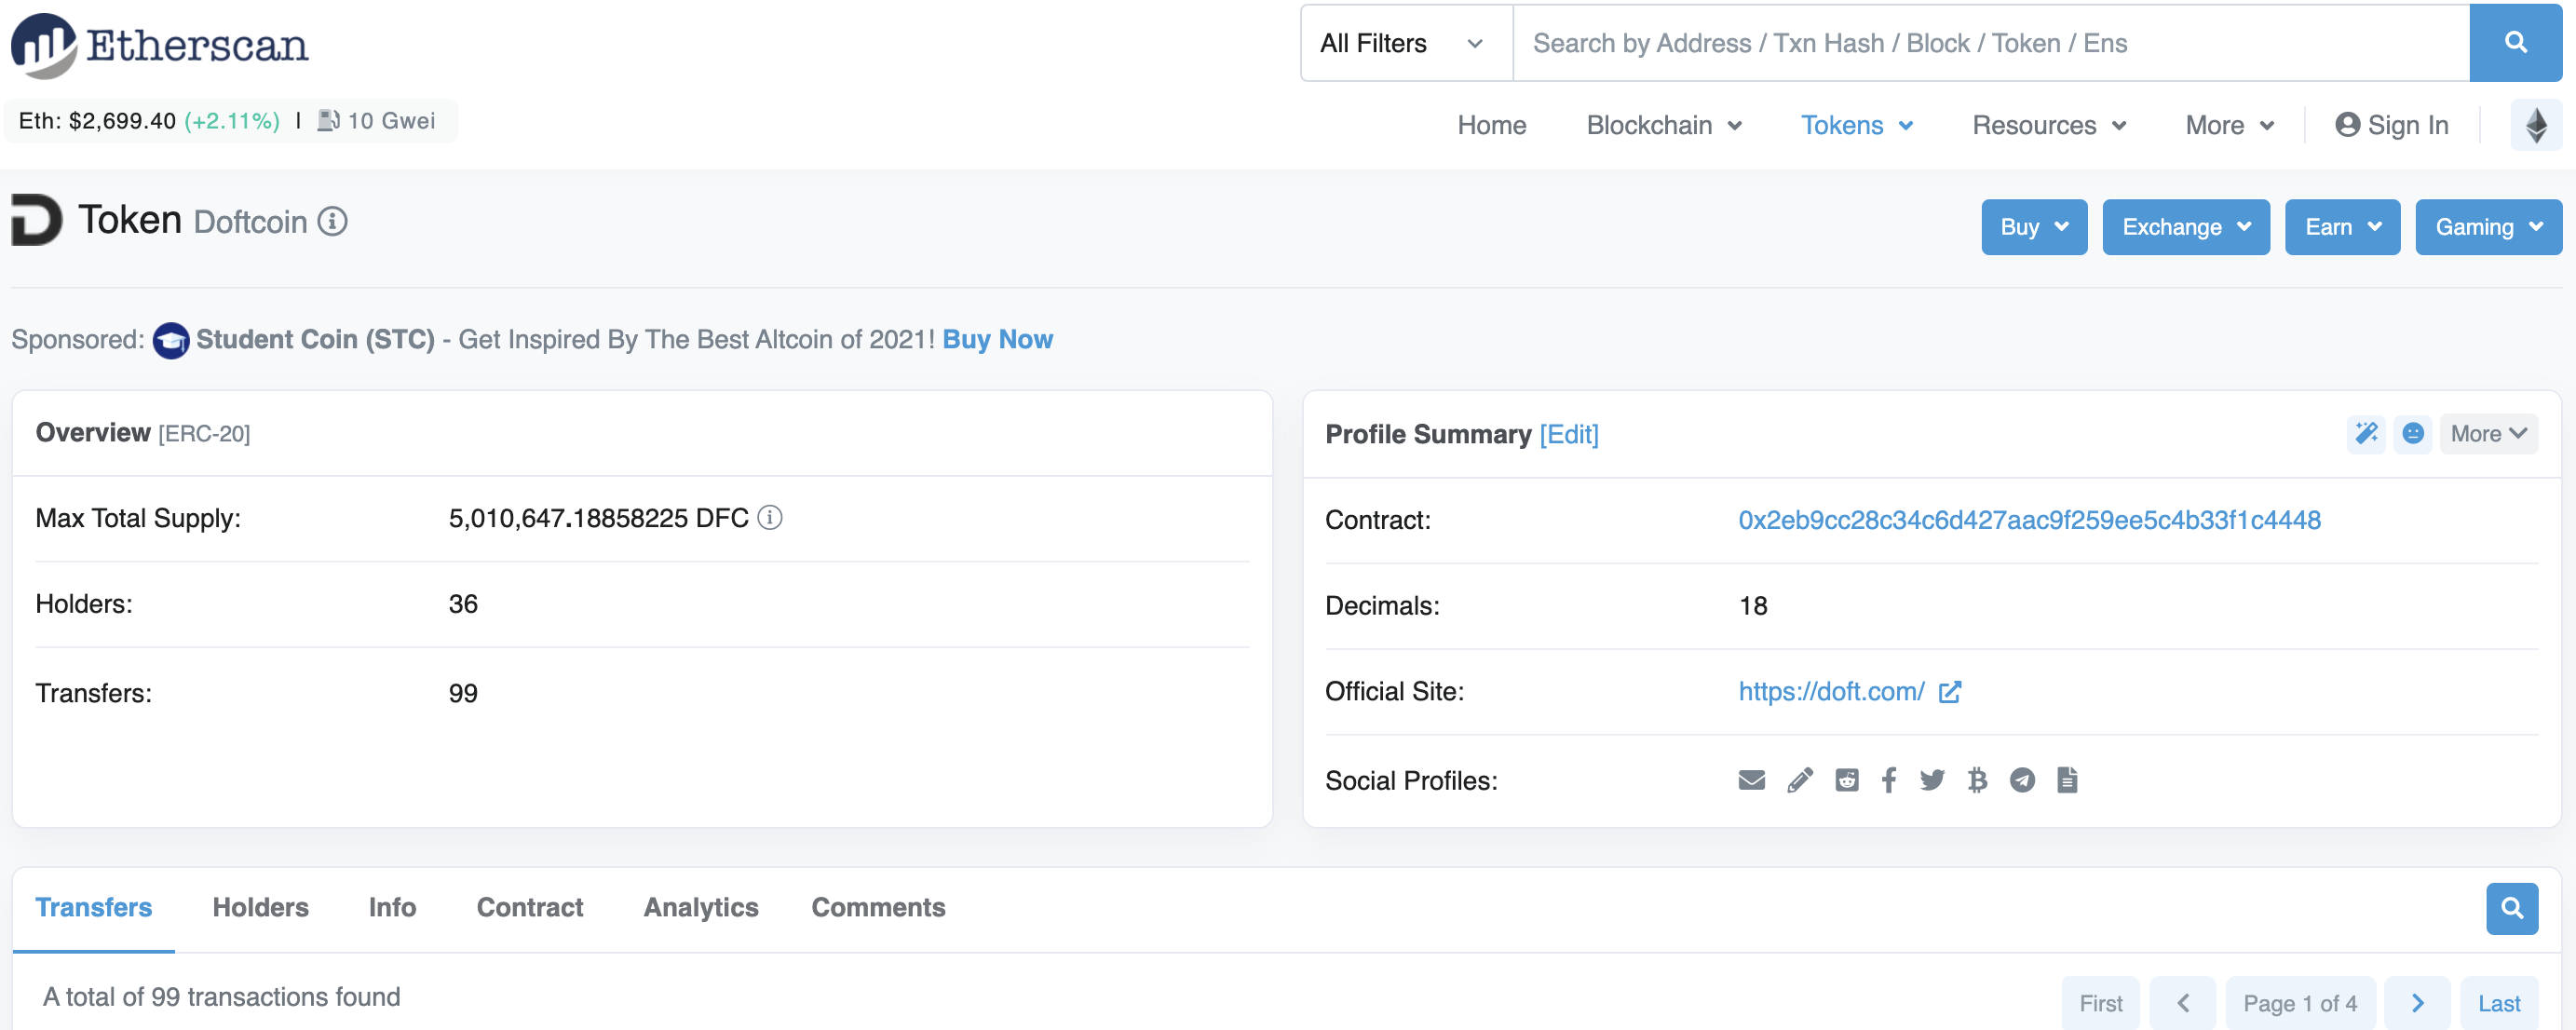 Etherscan
All Filters
Search by Address / Txn Hash / Block / Token / Ens
Eth: $2,699.40 (+2.11%) | 10 Gwei
Home Blockchain Tokens Resources More Sign In
Token Doftcoin
Buy Exchange Earn Gaming
Sponsored: Student Coin (STC) - Get Inspired By The Best Altcoin of 2021! Buy Now
Overview [ERC-20]
Max Total Supply: 5,010,647.18858225 DFC
Holders: 36
Transfers: 99
Profile Summary [Edit]
More
Contract: 0x2eb9cc28c34c6d427aac9f259ee5c4b33f1c4448
Decimals: 18
Official Site: https://doft.com/
Social Profiles:
Transfers Holders Info Contract Analytics Comments
A total of 99 transactions found
First Page 1 of 4 Last